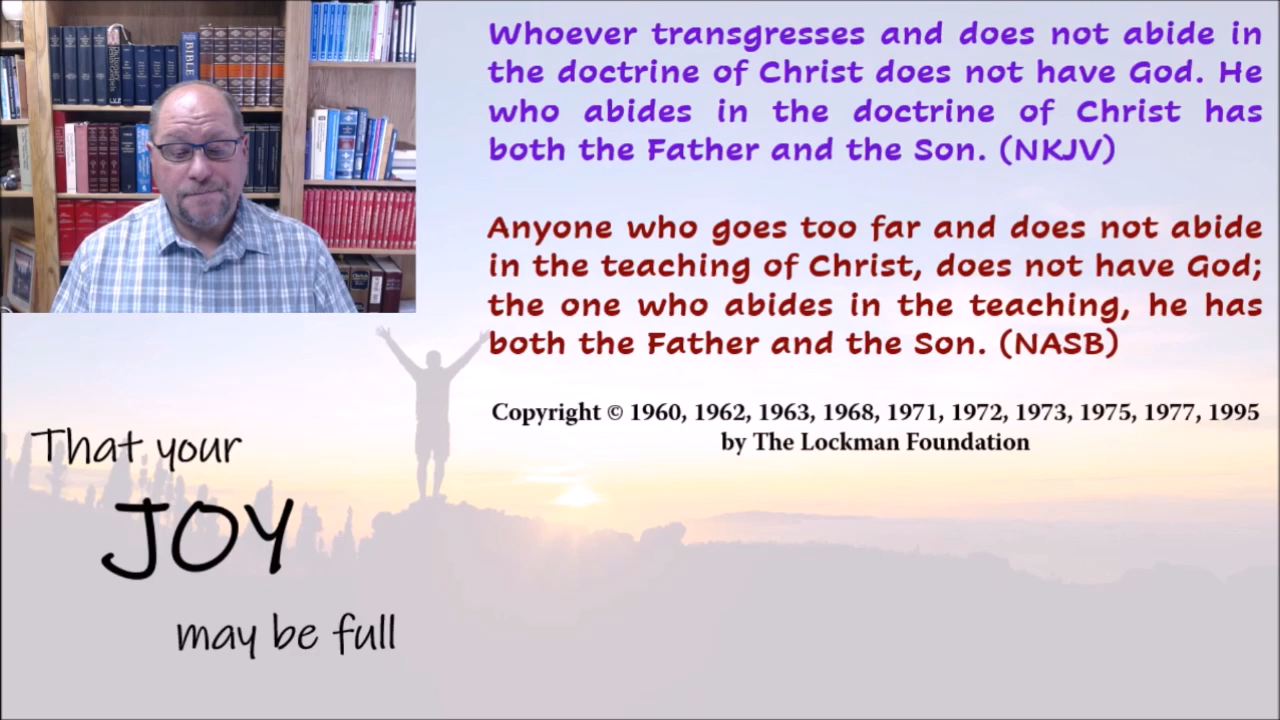 Whoever transgresses and does not abide in
the doctrine of Christ does not have God. He
who abides in the doctrine of Christ has
both the Father and the Son. (NKJV)
Anyone who goes too far and does not abide
in the teaching of Christ, does not have God;
the one who abides in the teaching, he has
both the Father and the Son. (NASB)
Copyright © 1960, 1962, 1963, 1968, 1971, 1972, 1973, 1975, 1977, 1995
by The Lockman Foundation
That your
JOY
may be full
BIBLE